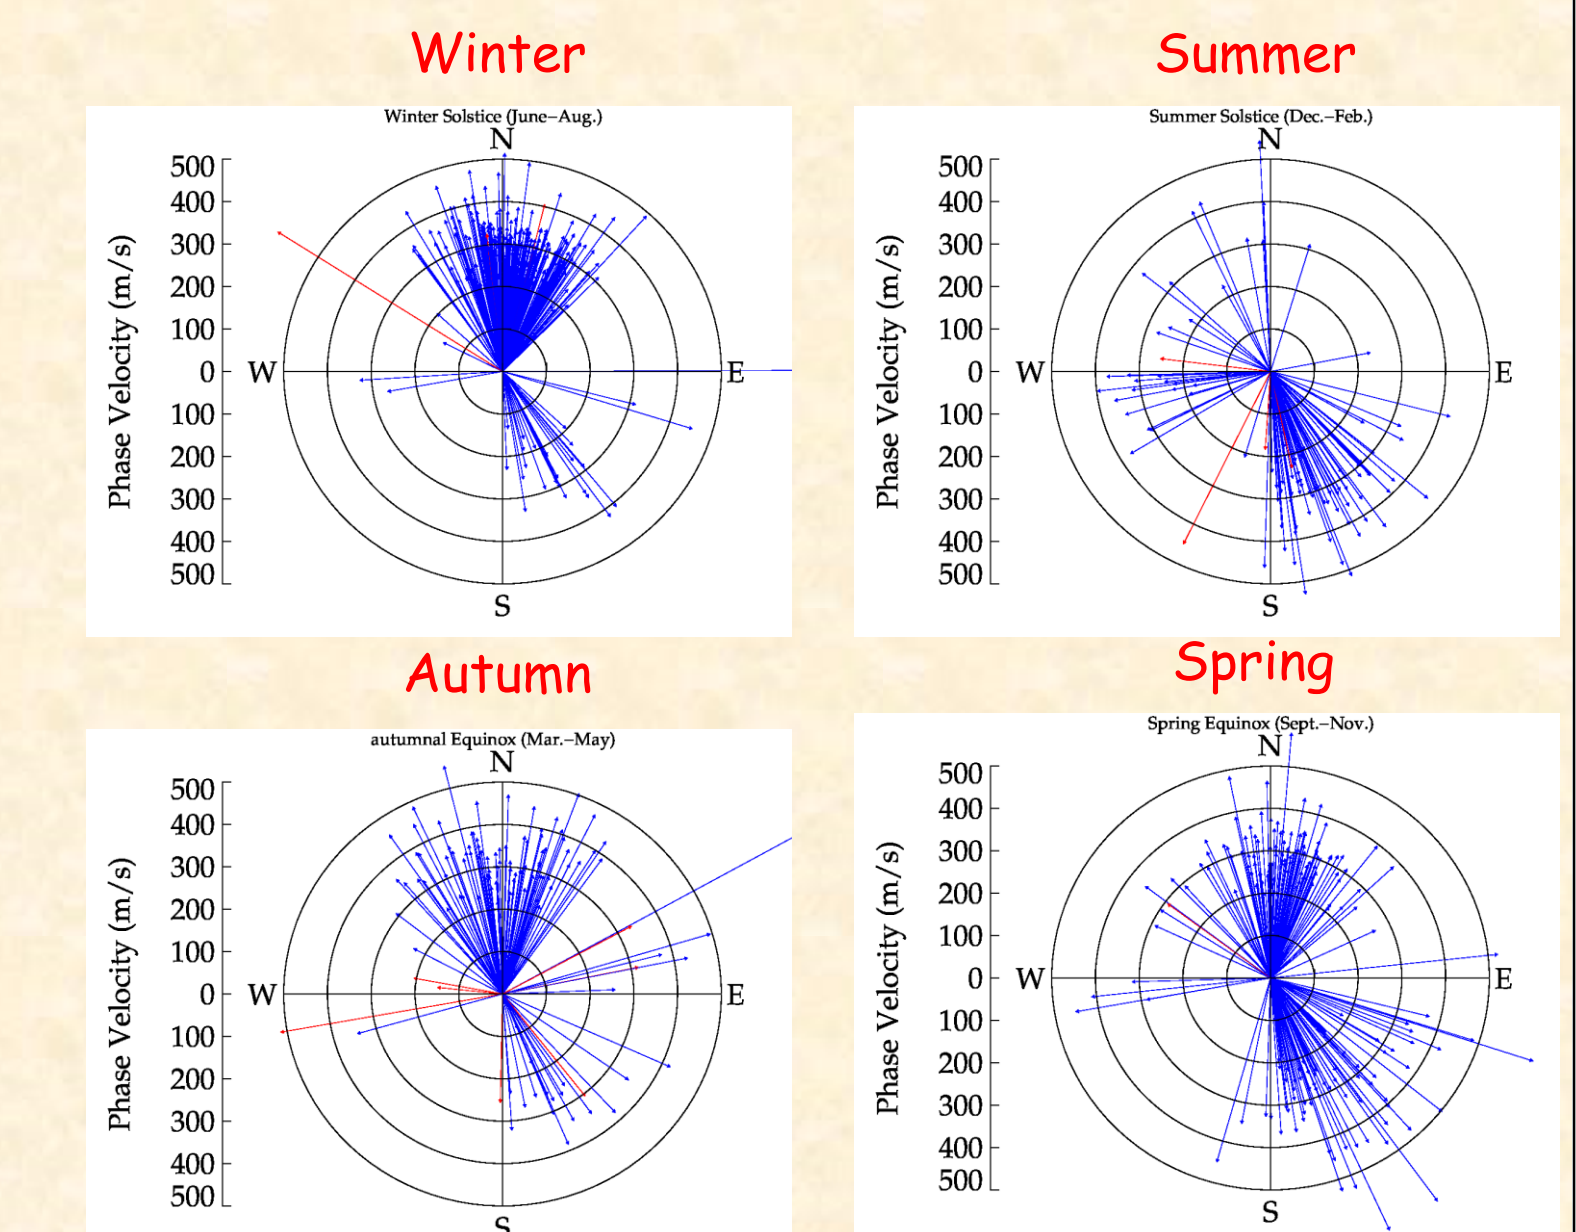 Winter
Summer
Winter Solstice (June–Aug.)
N
500
400
300
200
100
0
100
200
300
400
500
Phase Velocity (m/s)
W
E
S
Summer Solstice (Dec.–Feb.)
N
500
400
300
200
100
0
100
200
300
400
500
Phase Velocity (m/s)
W
E
S
Autumn
Spring
autumnal Equinox (Mar.–May)
N
500
400
300
200
100
0
100
200
300
400
500
Phase Velocity (m/s)
W
E
S
Spring Equinox (Sept.–Nov.)
N
500
400
300
200
100
0
100
200
300
400
500
Phase Velocity (m/s)
W
E
S